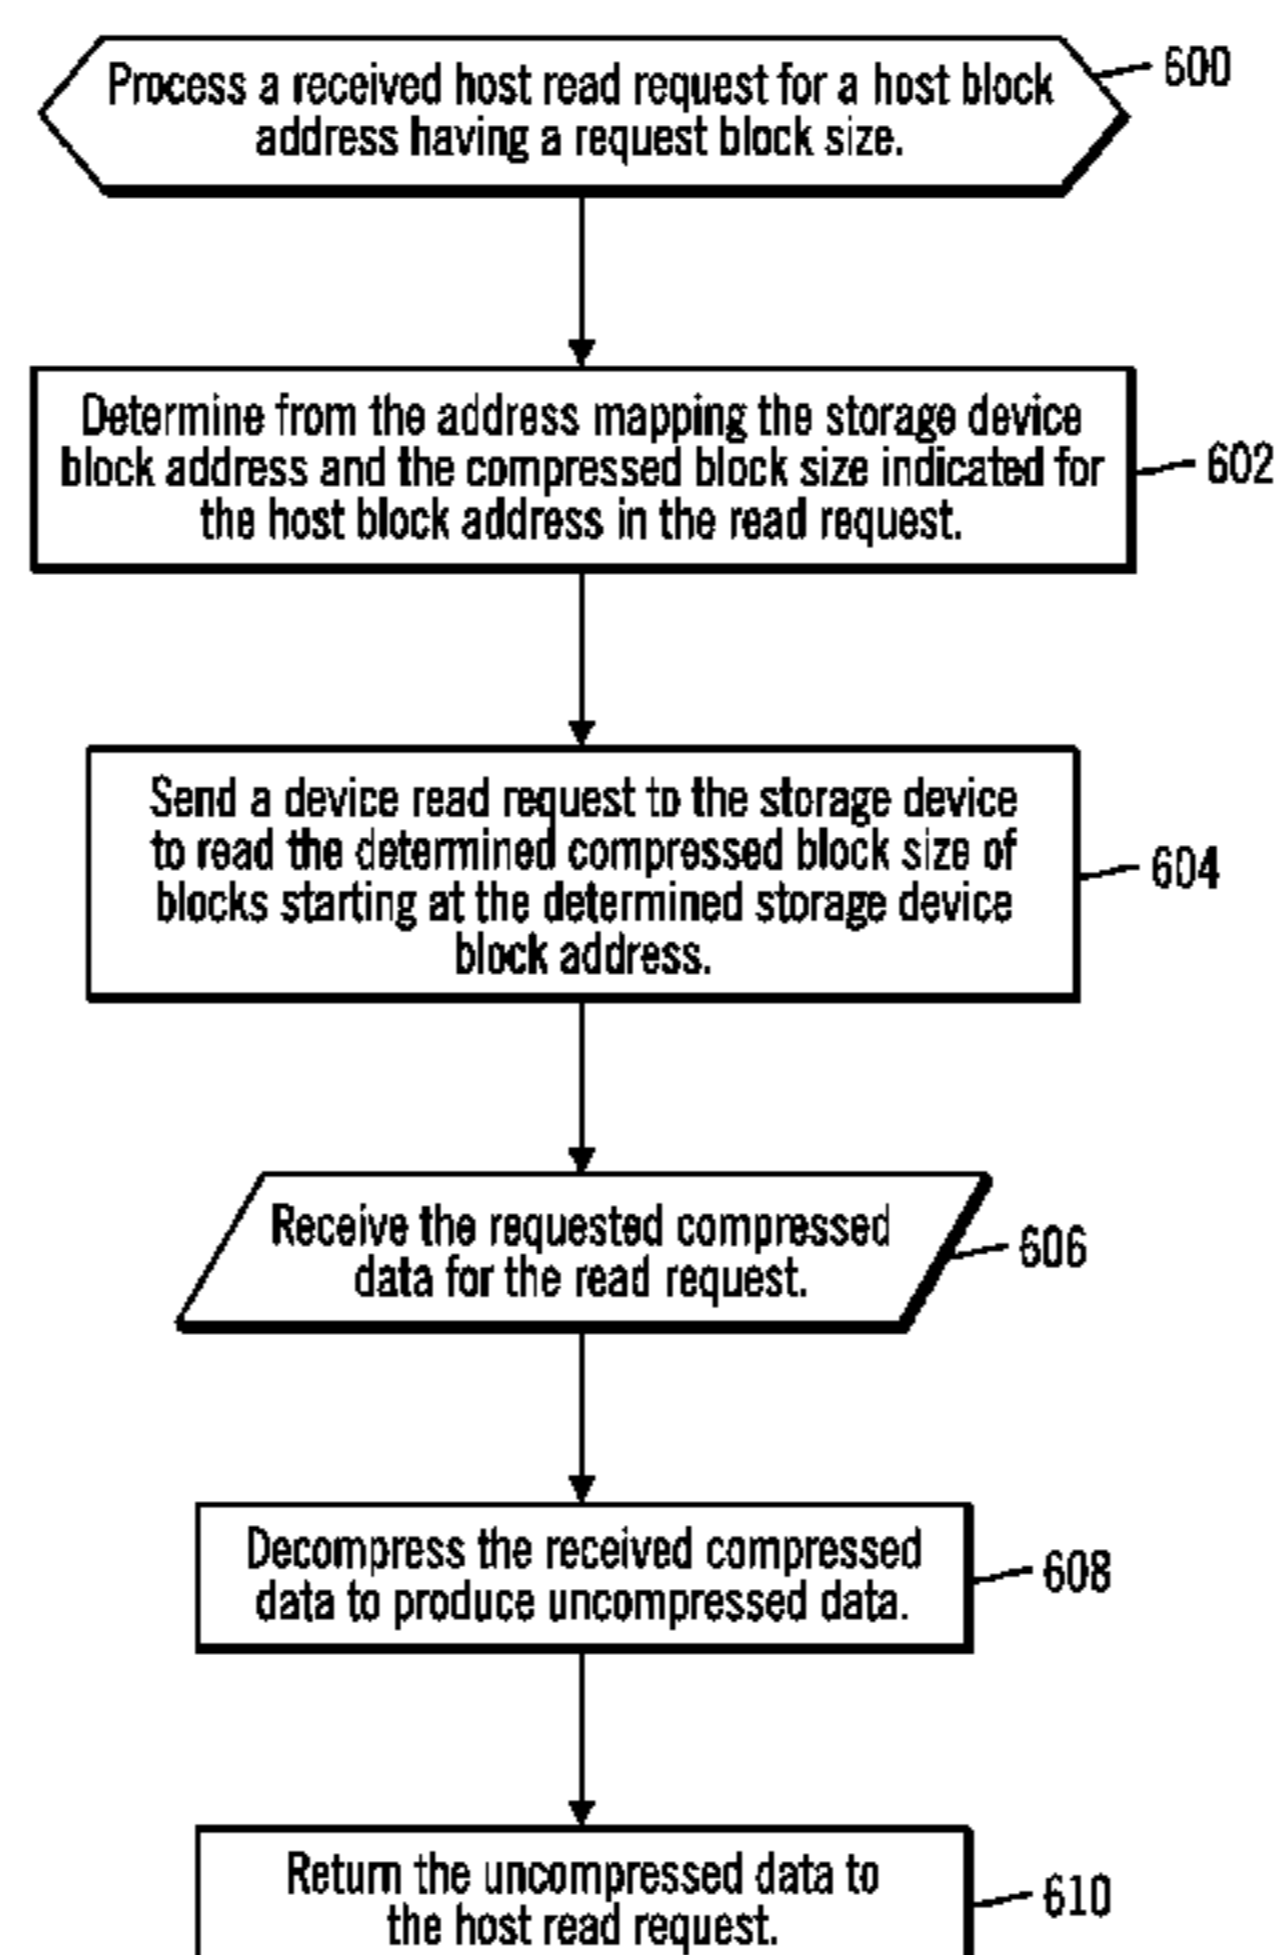 Process a received host read request for a host block
address having a request block size.
600
Determine from the address mapping the storage device
block address and the compressed block size indicated for
the host block address in the read request.
602
Send a device read request to the storage device
to read the determined compressed block size of
blocks starting at the determined storage device
block address.
604
Receive the requested compressed
data for the read request.
606
Decompress the received compressed
data to produce uncompressed data.
608
Return the uncompressed data to
the host read request.
610